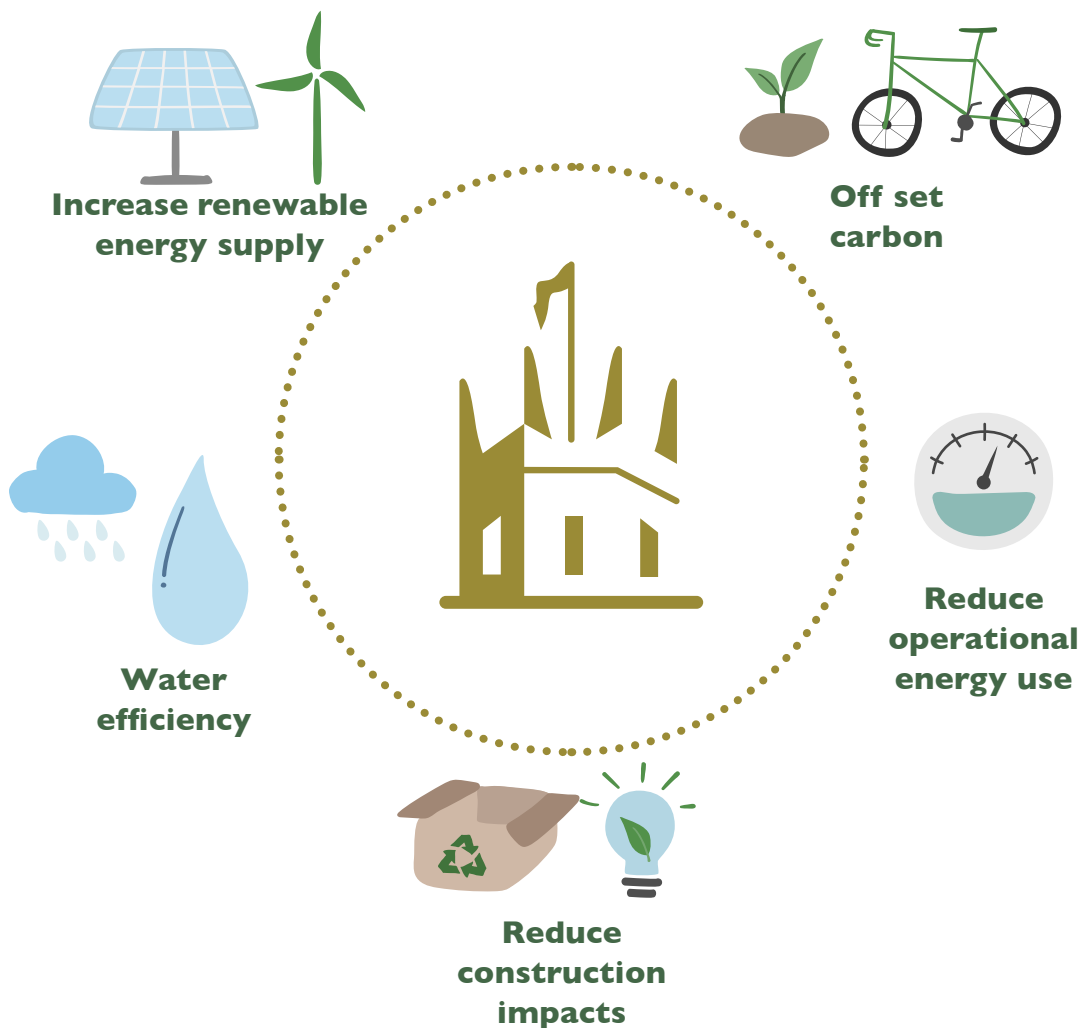 Increase renewable
energy supply
Off set
carbon
Reduce
operational
energy use
Water
efficiency
Reduce
construction
impacts